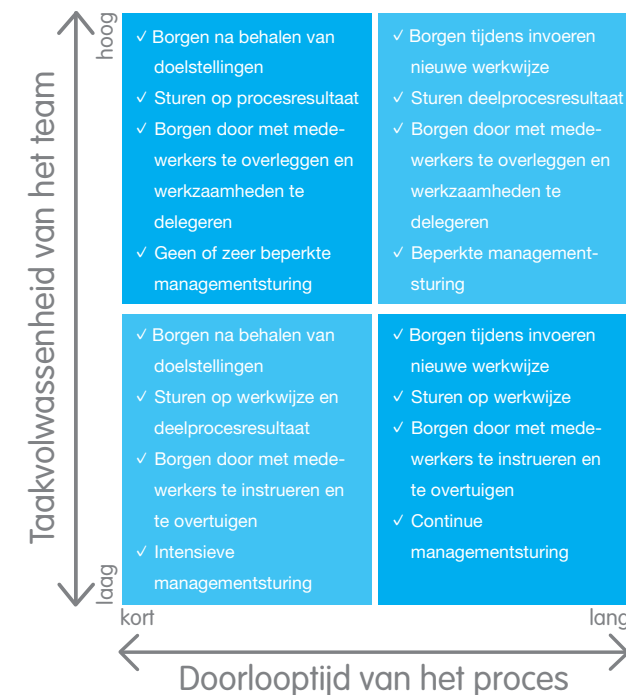 Taakvolwassenheid van het team
hoog
✓ Borgen na behalen van
doelstellingen
✓ Sturen op procesresultaat
✓ Borgen door met mede-
werkers te overleggen en
werkzaamheden te
delegeren
✓ Geen of zeer beperkte
managementsturing
✓ Borgen tijdens invoeren
nieuwe werkwijze
✓ Sturen deelprocesresultaat
✓ Borgen door met mede-
werkers te overleggen en
werkzaamheden te
delegeren
✓ Beperkte management-
sturing
✓ Borgen na behalen van
doelstellingen
✓ Sturen op werkwijze en
deelprocesresultaat
✓ Borgen door met mede-
werkers te instrueren en
te overtuigen
✓ Intensieve
managementsturing
✓ Borgen tijdens invoeren
nieuwe werkwijze
✓ Sturen op werkwijze
✓ Borgen door met mede-
werkers te instrueren en
te overtuigen
✓ Continue
managementsturing
laag
kort
lang
Doorlooptijd van het proces